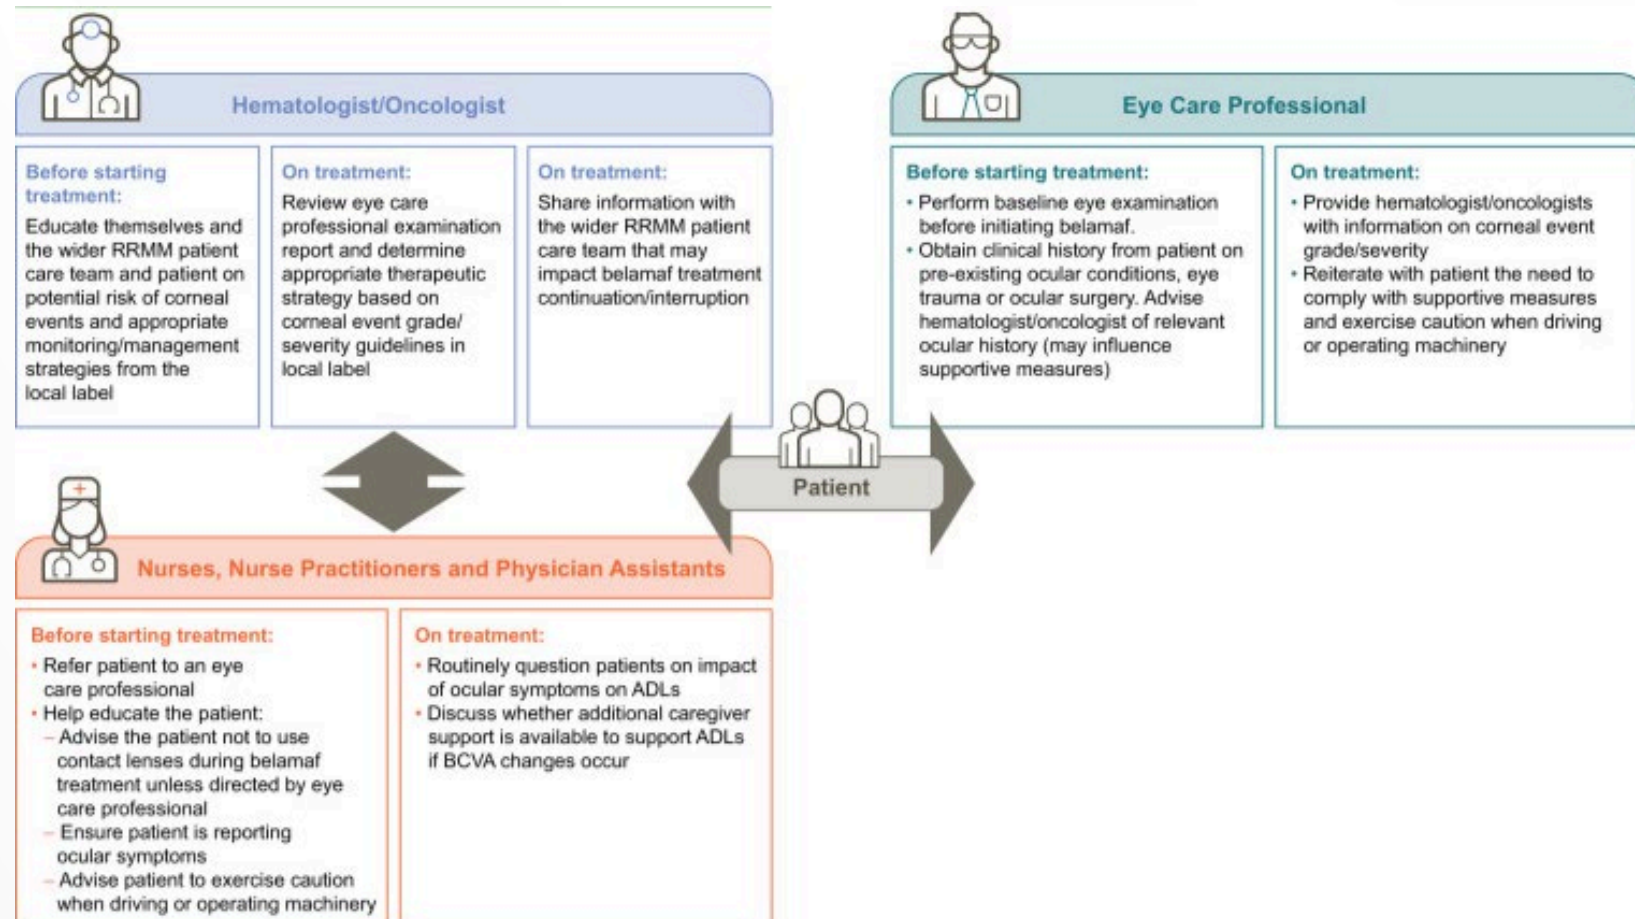 Hematologist/Oncologist
Before starting
treatment:
Educate themselves and
the wider RRMM patient
care team and patient on
potential risk of corneal
events and appropriate
monitoring/management
strategies from the
local label
On treatment:
Review eye care
professional examination
report and determine
appropriate therapeutic
strategy based on
corneal event grade/
severity guidelines in
local label
On treatment:
Share information with
the wider RRMM patient
care team that may
impact belamaf treatment
continuation/interruption
Eye Care Professional
Before starting treatment:
• Perform baseline eye examination
before initiating belamaf.
• Obtain clinical history from patient on
pre-existing ocular conditions, eye
trauma or ocular surgery. Advise
hematologist/oncologist of relevant
ocular history (may influence
supportive measures)
On treatment:
• Provide hematologist/oncologists
with information on corneal event
grade/severity
• Reiterate with patient the need to
comply with supportive measures
and exercise caution when driving
or operating machinery
Patient
Nurses, Nurse Practitioners and Physician Assistants
Before starting treatment:
• Refer patient to an eye
care professional
• Help educate the patient:
– Advise the patient not to use
contact lenses during belamaf
treatment unless directed by eye
care professional
– Ensure patient is reporting
ocular symptoms
– Advise patient to exercise caution
when driving or operating machinery
On treatment:
• Routinely question patients on impact
of ocular symptoms on ADLs
• Discuss whether additional caregiver
support is available to support ADLs
if BCVA changes occur